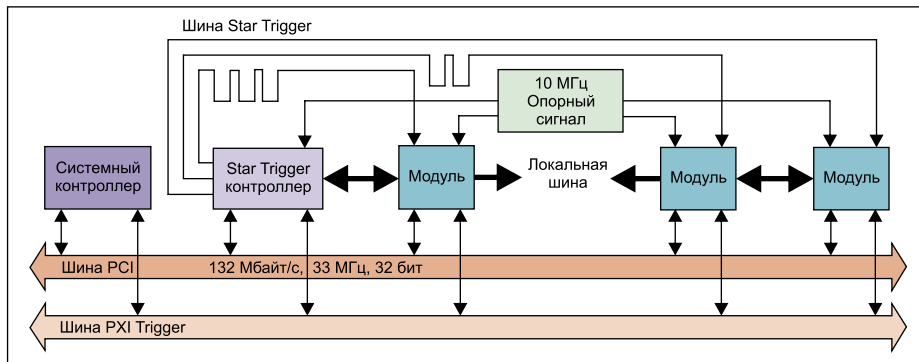 Шина Star Trigger
10 МГц
Опорный
сигнал
Системный
контроллер
Star Trigger
контроллер
Модуль
Локальная
шина
Модуль
Модуль
Шина PCI
132 Мбайт/с, 33 МГц, 32 бит
Шина PXI Trigger